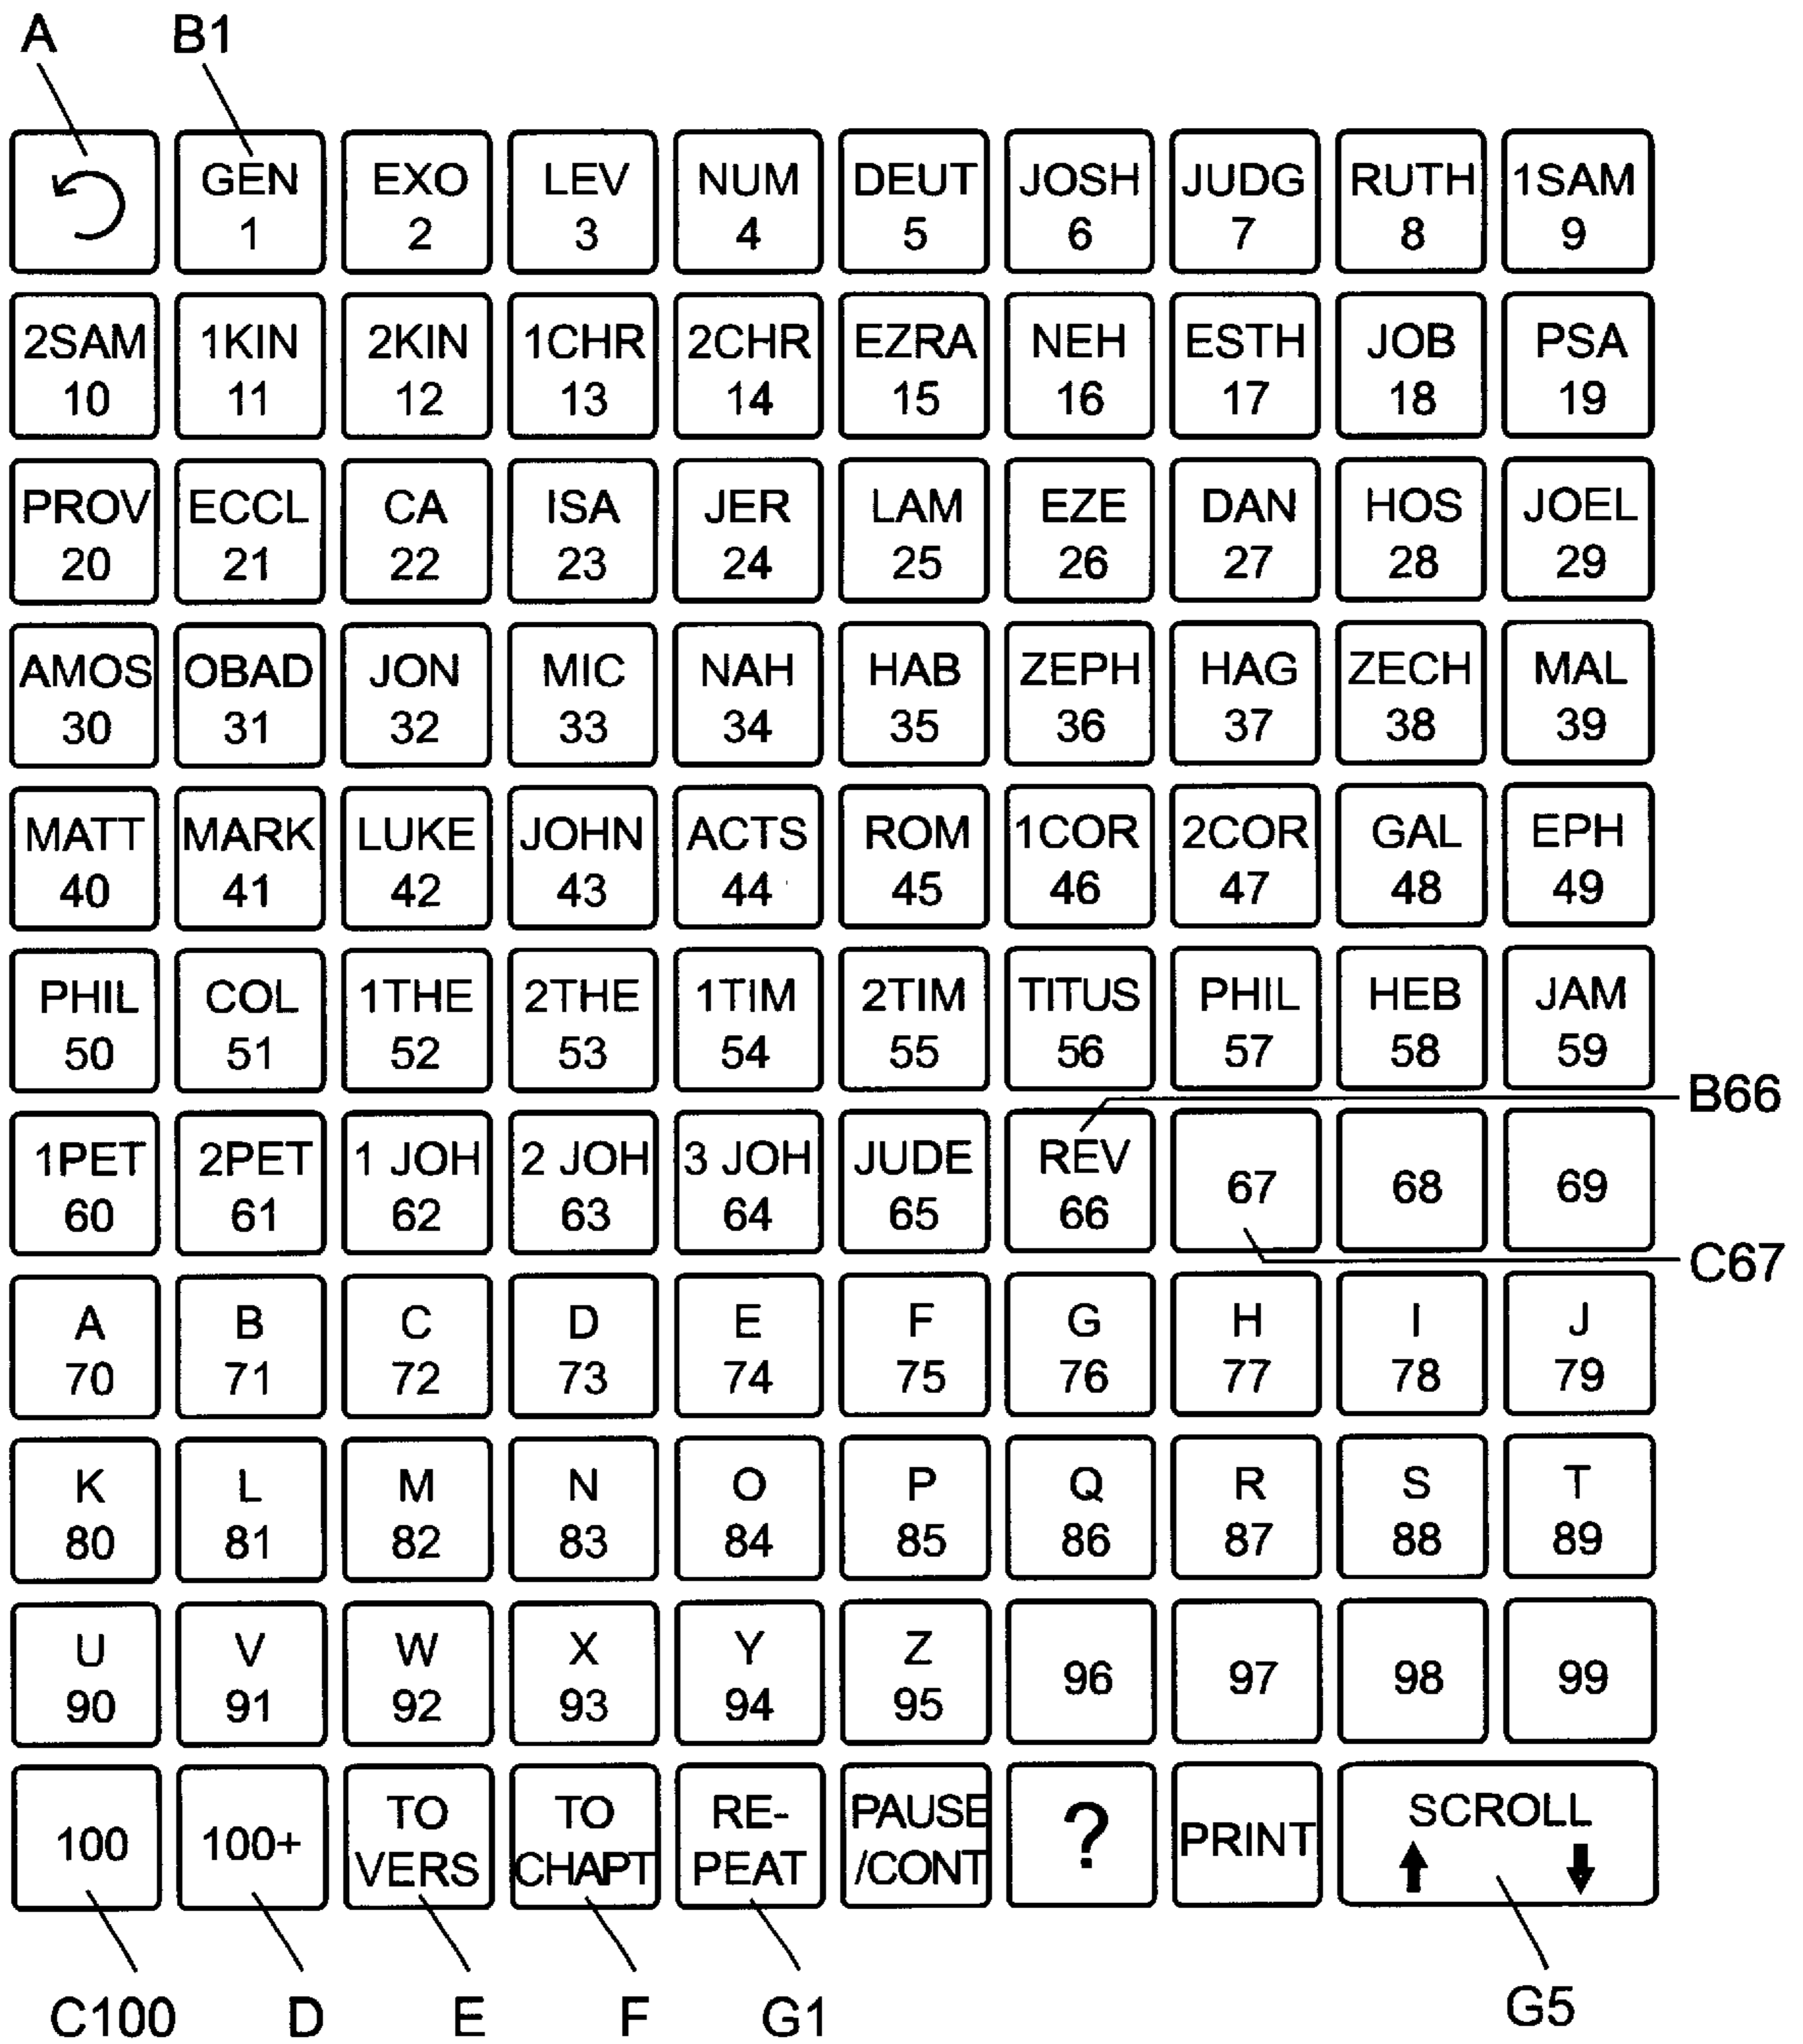 A B1
GEN EXO LEV NUM DEUT JOSH JUDG RUTH 1SAM
1 2 3 4 5 6 7 8 9
2SAM 1KIN 2KIN 1CHR 2CHR EZRA NEH ESTH JOB PSA
10 11 12 13 14 15 16 17 18 19
PROV ECCL CA ISA JER LAM EZE DAN HOS JOEL
20 21 22 23 24 25 26 27 28 29
AMOS OBAD JON MIC NAH HAB ZEPH HAG ZECH MAL
30 31 32 33 34 35 36 37 38 39
MATT MARK LUKE JOHN ACTS ROM 1COR 2COR GAL EPH
40 41 42 43 44 45 46 47 48 49
PHIL COL 1THE 2THE 1TIM 2TIM TITUS PHIL HEB JAM
50 51 52 53 54 55 56 57 58 59
B66
1PET 2PET 1 JOH 2 JOH 3 JOH JUDE REV
60 61 62 63 64 65 66 67 68 69
C67
A B C D E F G H I J
70 71 72 73 74 75 76 77 78 79
K L M N O P Q R S T
80 81 82 83 84 85 86 87 88 89
U V W X Y Z
90 91 92 93 94 95 96 97 98 99
TO TO RE- PAUSE SCROLL
100 100+ VERS CHAPT PEAT /CONT ? PRINT
C100 D E F G1 G5